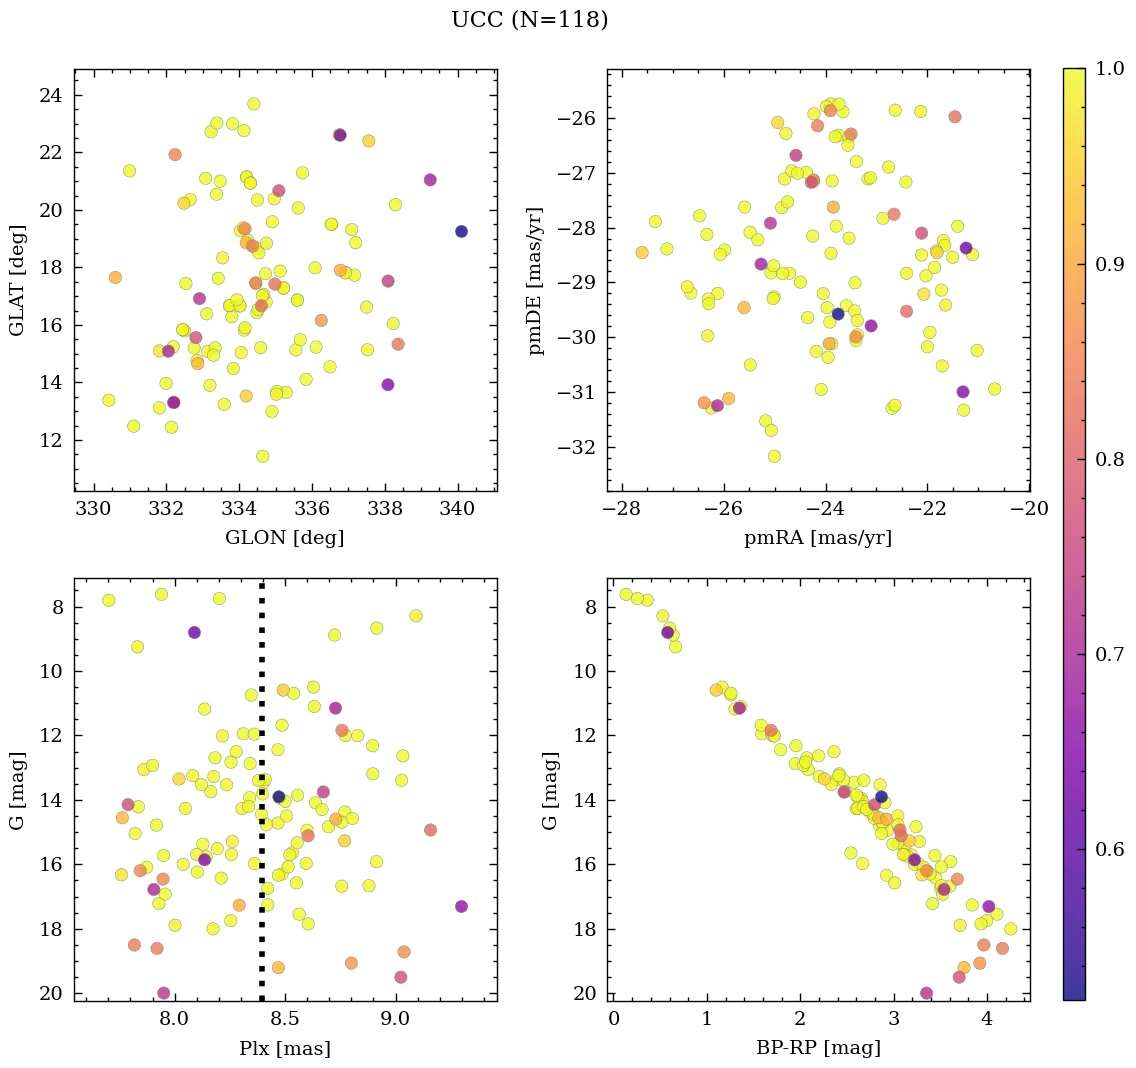 UCC (N=118)
24
22
20
18
16
14
12
GLAT [deg]
330 332 334 336 338 340
GLON [deg]
−26
−27
−28
−29
−30
−31
−32
pmDE [mas/yr]
−28 −26 −24 −22 −20
pmRA [mas/yr]
1.0
0.9
0.8
0.7
0.6
8
10
12
14
16
18
20
G [mag]
8.0 8.5 9.0
Plx [mas]
8
10
12
14
16
18
20
G [mag]
0 1 2 3 4
BP-RP [mag]